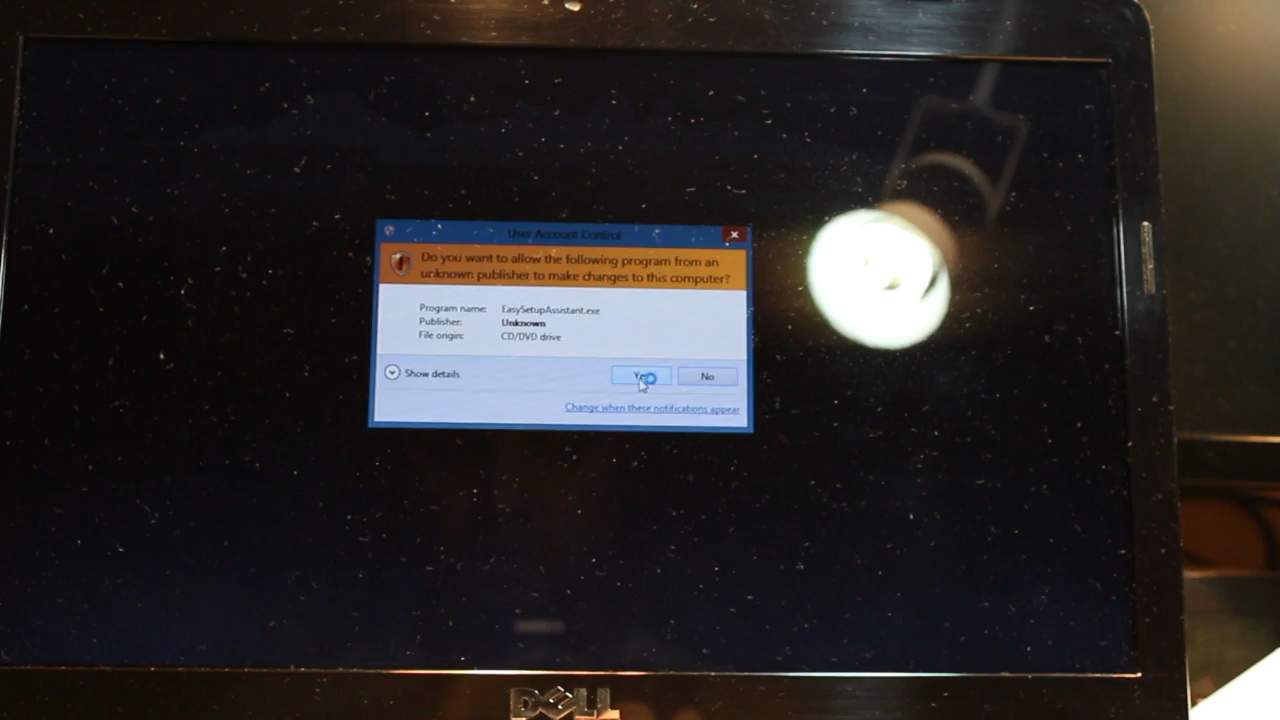 User Account Control
Do you want to allow the following program from an
unknown publisher to make changes to this computer?
Program name: EasySetupAssistant.exe
Publisher: Unknown
File origin: CD/DVD drive
Show details
No
Change when these notifications appear
DELL